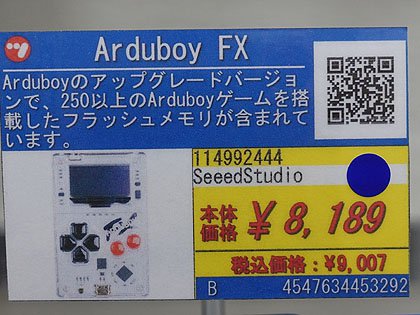 Arduboy FX
Arduboyのアップグレードバージョ
ンで、250以上のArduboyゲームを搭
載したフラッシュメモリが含まれて
います。
114992444
SeeedStudio
本体
価格 ¥8,189
税込価格:¥9,007
B 4547634453292